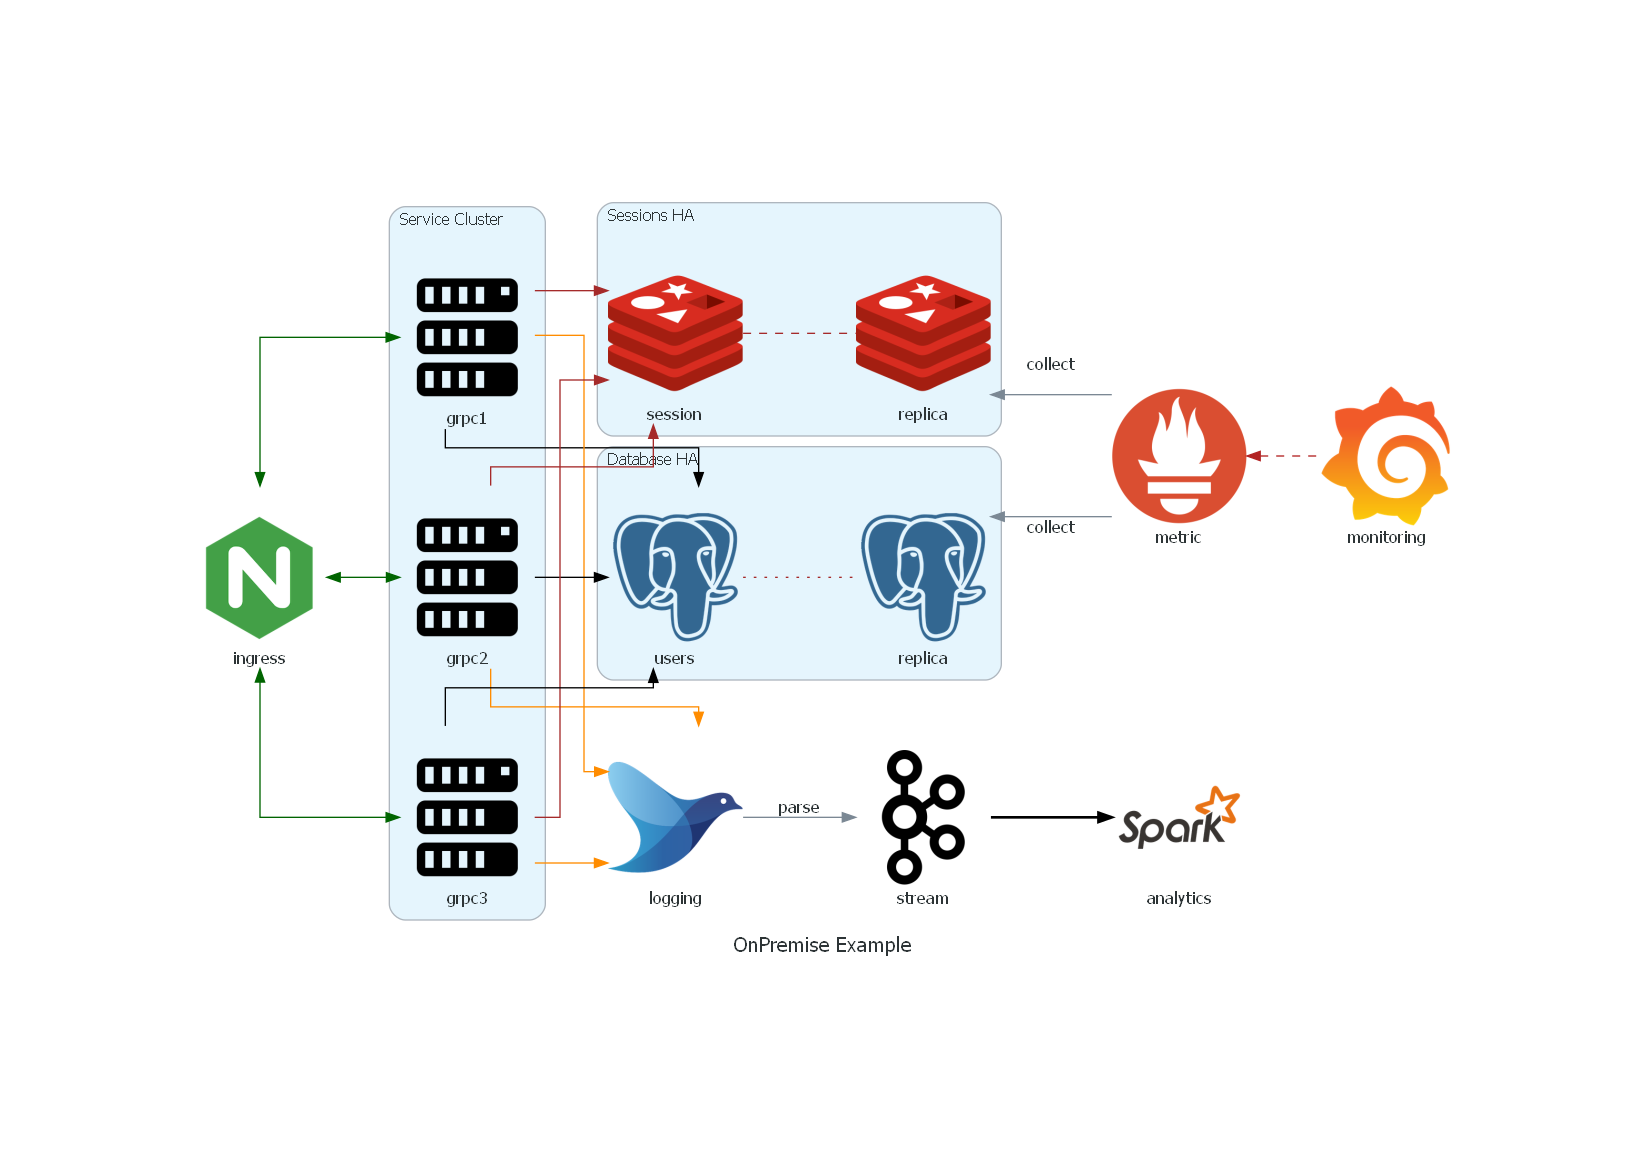 Service Cluster
Sessions HA
grpc1
session
replica
collect
Database HA
collect
metric
monitoring
ingress
grpc2
users
replica
parse
Spark
grpc3
logging
stream
analytics
OnPremise Example